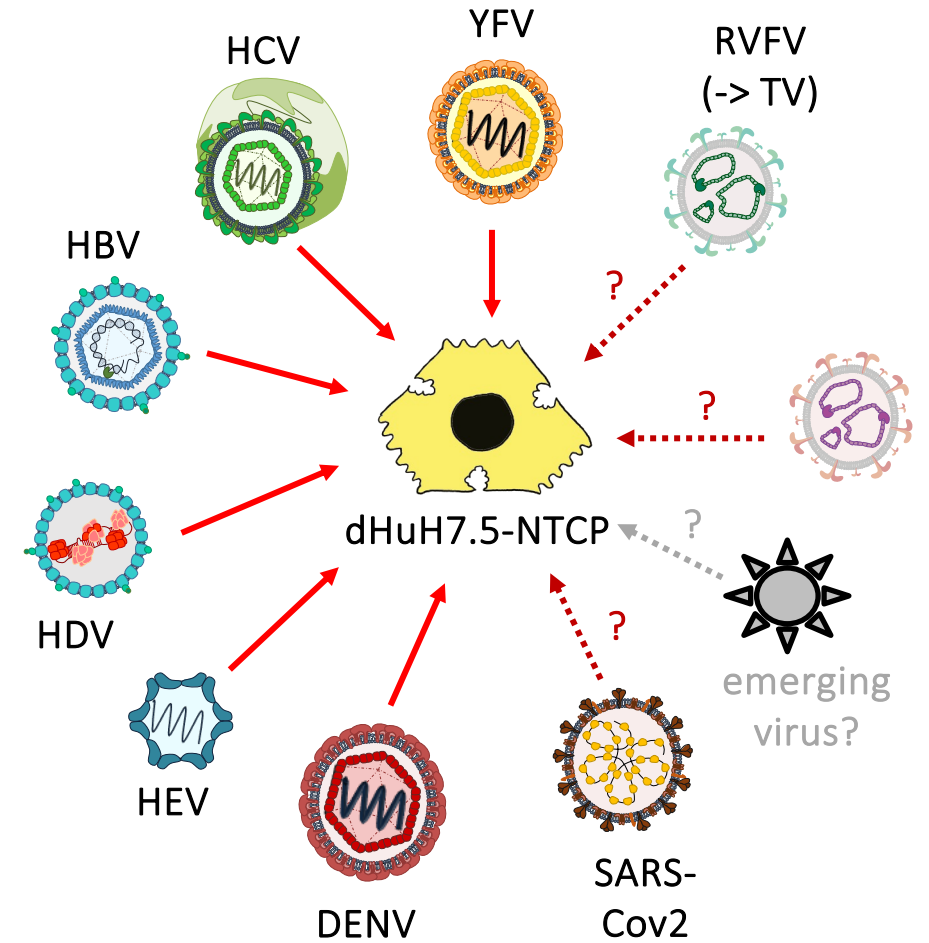 YFV
HCV
RVFV
(-> TV)
HBV
?
?
dHuH7.5-NTCP
?
HDV
?
emerging
virus?
HEV
SARS-
Cov2
DENV